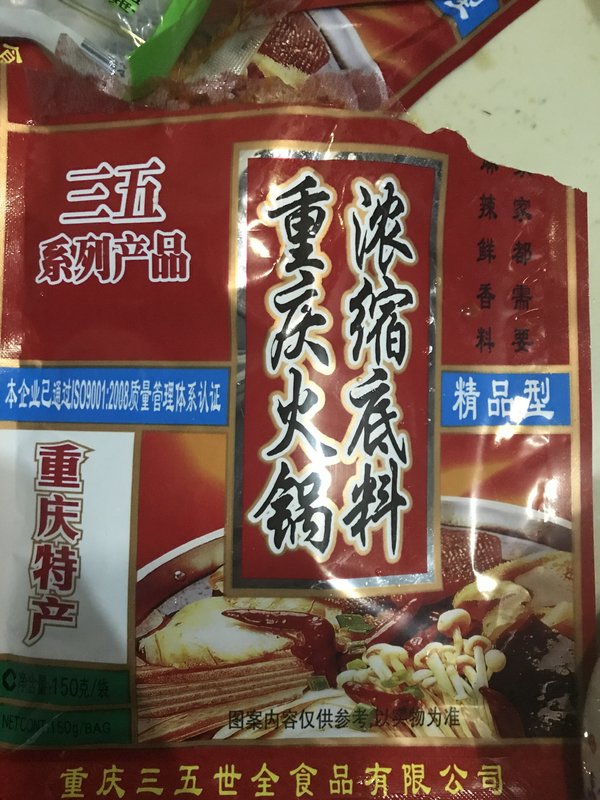 三五
系列产品
重庆火锅
浓缩底料
家都需要
辣鲜香料
本企业已通过ISO9001:2008质量管理体系认证
精品型
重庆特产
净含量:150克/袋
NETCONT:150g/BAG
图案内容仅供参考,以实物为准
重庆三五世全食品有限公司